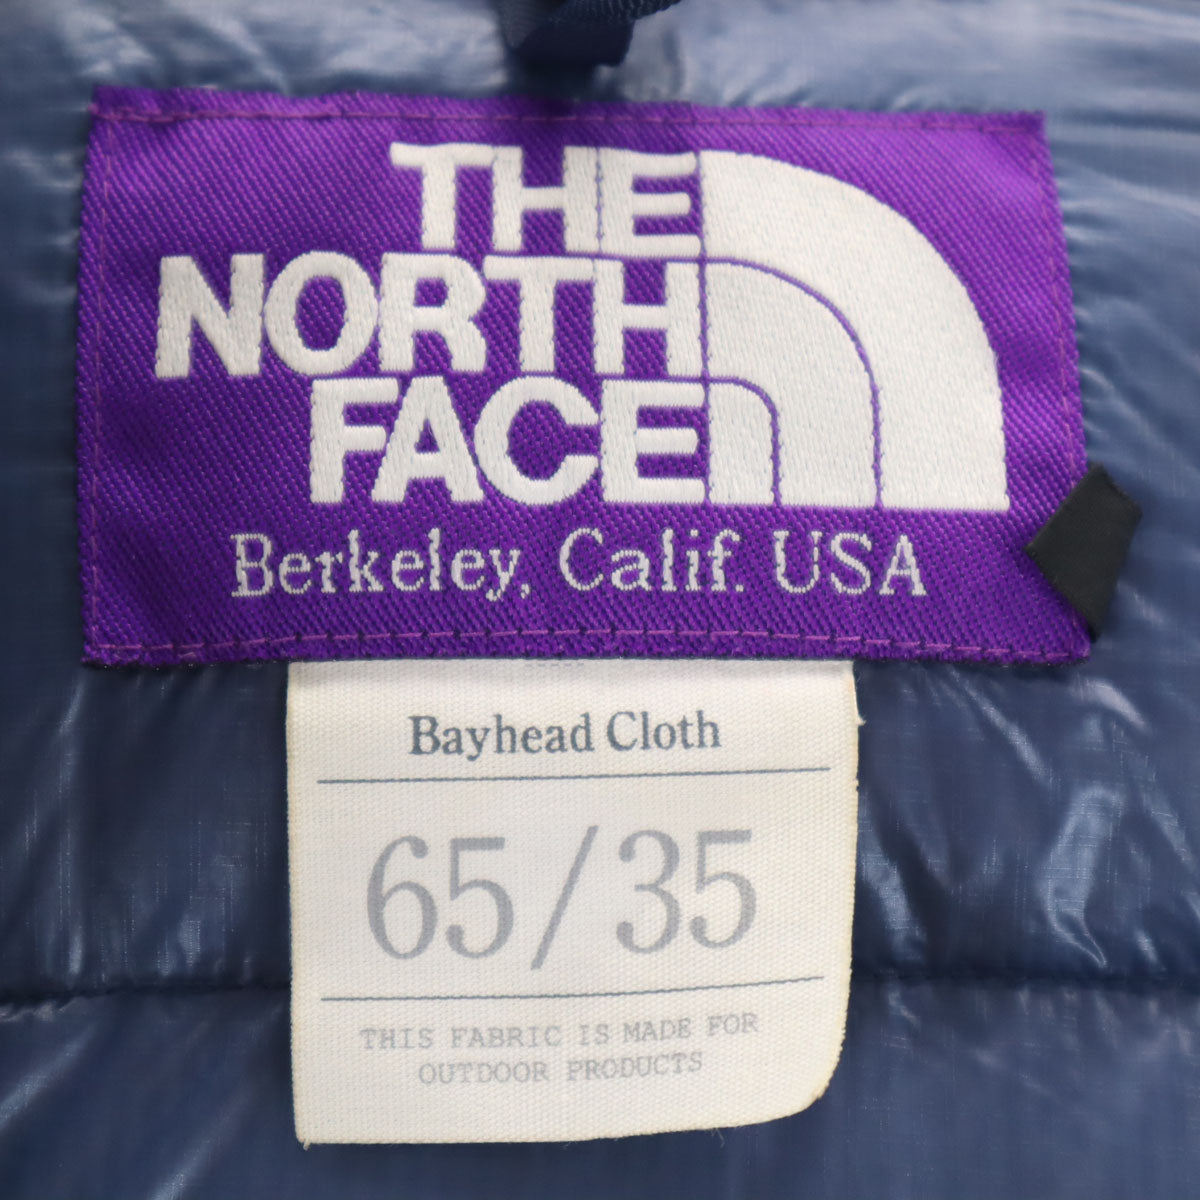 THE
NORTH
FACE
Berkeley, Calif. USA
Bayhead Cloth
65/35
THIS FABRIC IS MADE FOR
OUTDOOR PRODUCTS